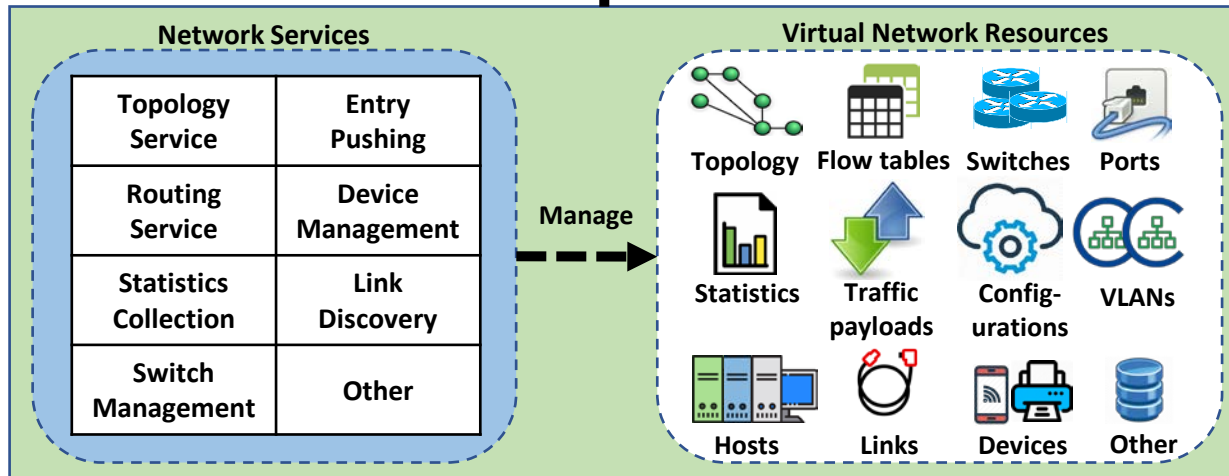 Network Services
Topology
Service
Entry
Pushing
Routing
Service
Device
Management
Statistics
Collection
Link
Discovery
Switch
Management
Other
Manage
Virtual Network Resources
Topology
Flow tables
Switches
Ports
Statistics
Traffic
payloads
Config-
urations
VLANs
Hosts
Links
Devices
Other